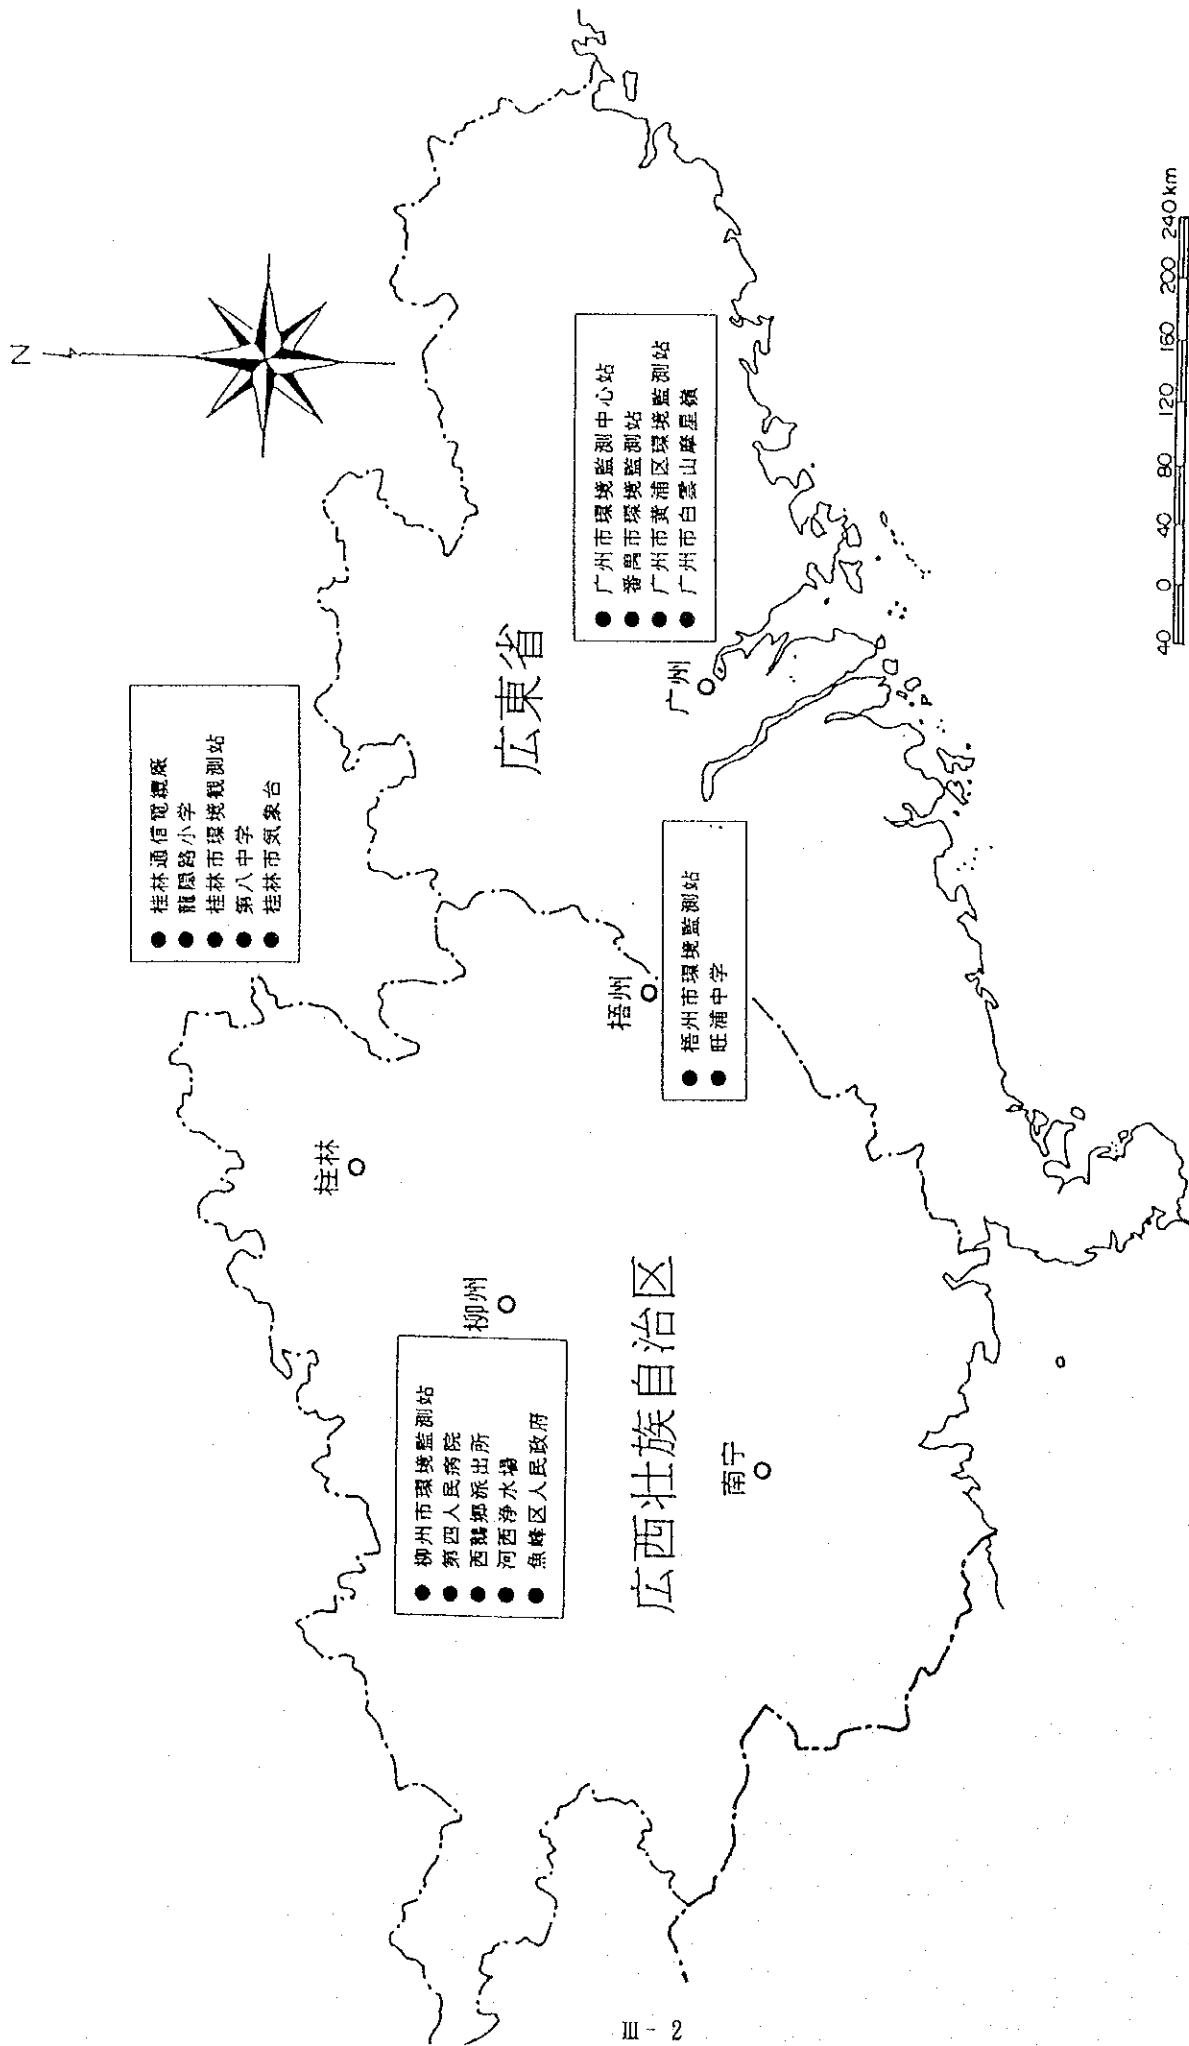 N
桂林通信電纜廠
龍隠路小学
桂林市環境観測站
第八中学
桂林市気象台
広東省
广州市環境監測中心站
番禺市環境監測站
广州市黄浦区環境監測站
广州市白雲山摩星嶺
广州
桂林
梧州
梧州市環境監測站
旺浦中学
柳州
柳州市環境監測站
第四人民病院
西鵝郷派出所
河西浄水場
魚峰区人民政府
広西壮族自治区
南宁
40 0 40 80 120 160 200 240km
III - 2